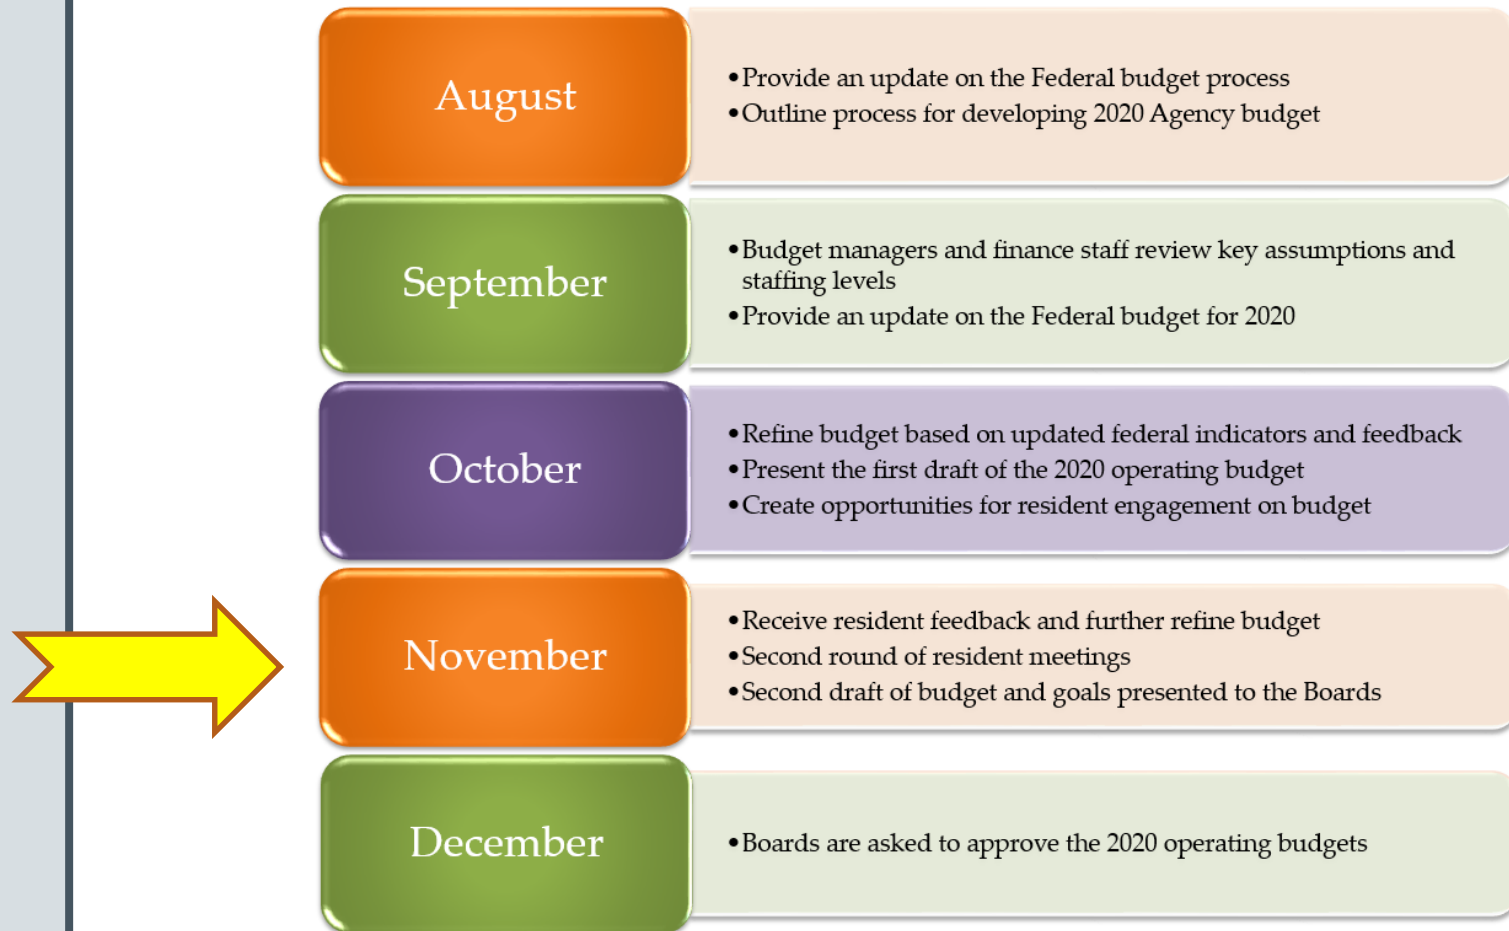 August
•Provide an update on the Federal budget process
•Outline process for developing 2020 Agency budget
September
•Budget managers and finance staff review key assumptions and
staffing levels
•Provide an update on the Federal budget for 2020
October
•Refine budget based on updated federal indicators and feedback
•Present the first draft of the 2020 operating budget
•Create opportunities for resident engagement on budget
November
•Receive resident feedback and further refine budget
•Second round of resident meetings
•Second draft of budget and goals presented to the Boards
December
•Boards are asked to approve the 2020 operating budgets